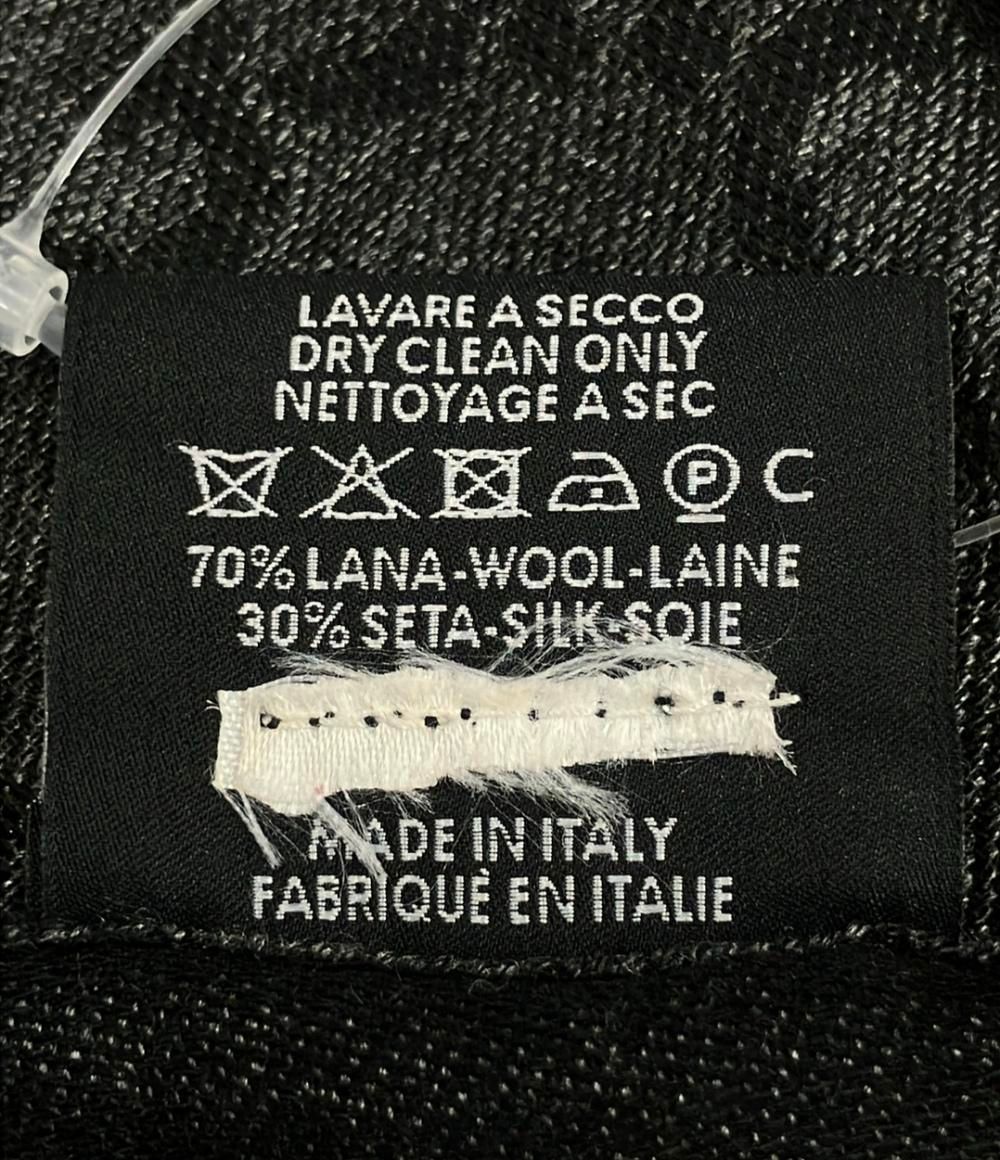 LAVARE A SECCO
DRY CLEAN ONLY
NETTOYAGE A SEC
P C
70% LANA-WOOL-LAINE
30% SETA-SILK-SOIE
MADE IN ITALY
FABRIQUÈ EN ITALIE